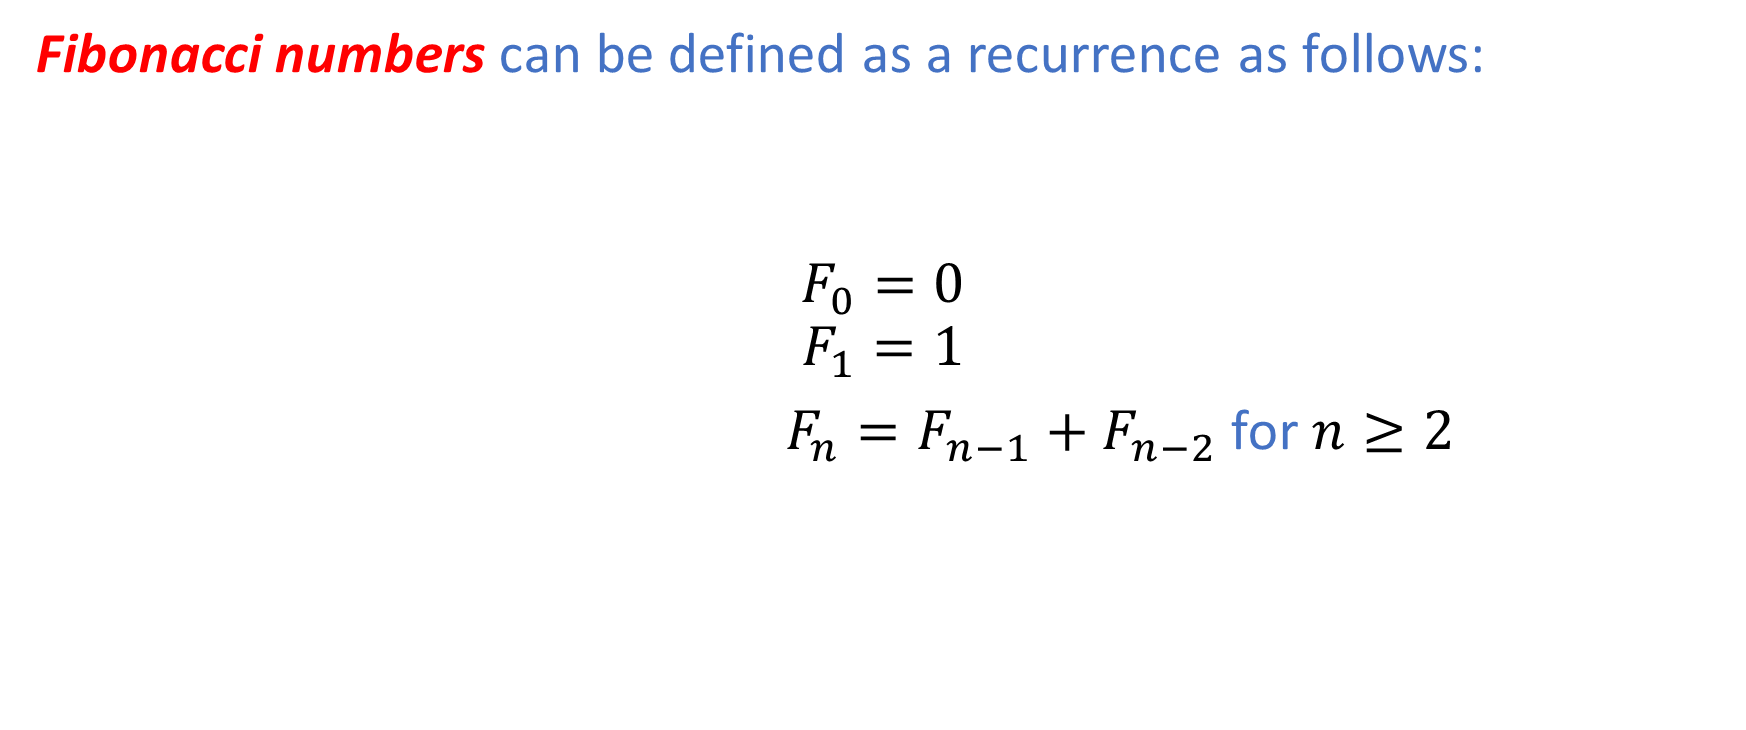 Fibonacci numbers can be defined as a recurrence as follows:
F₀ = 0
F₁ = 1
Fₙ = Fₙ₋₁ + Fₙ₋₂ for n ≥ 2